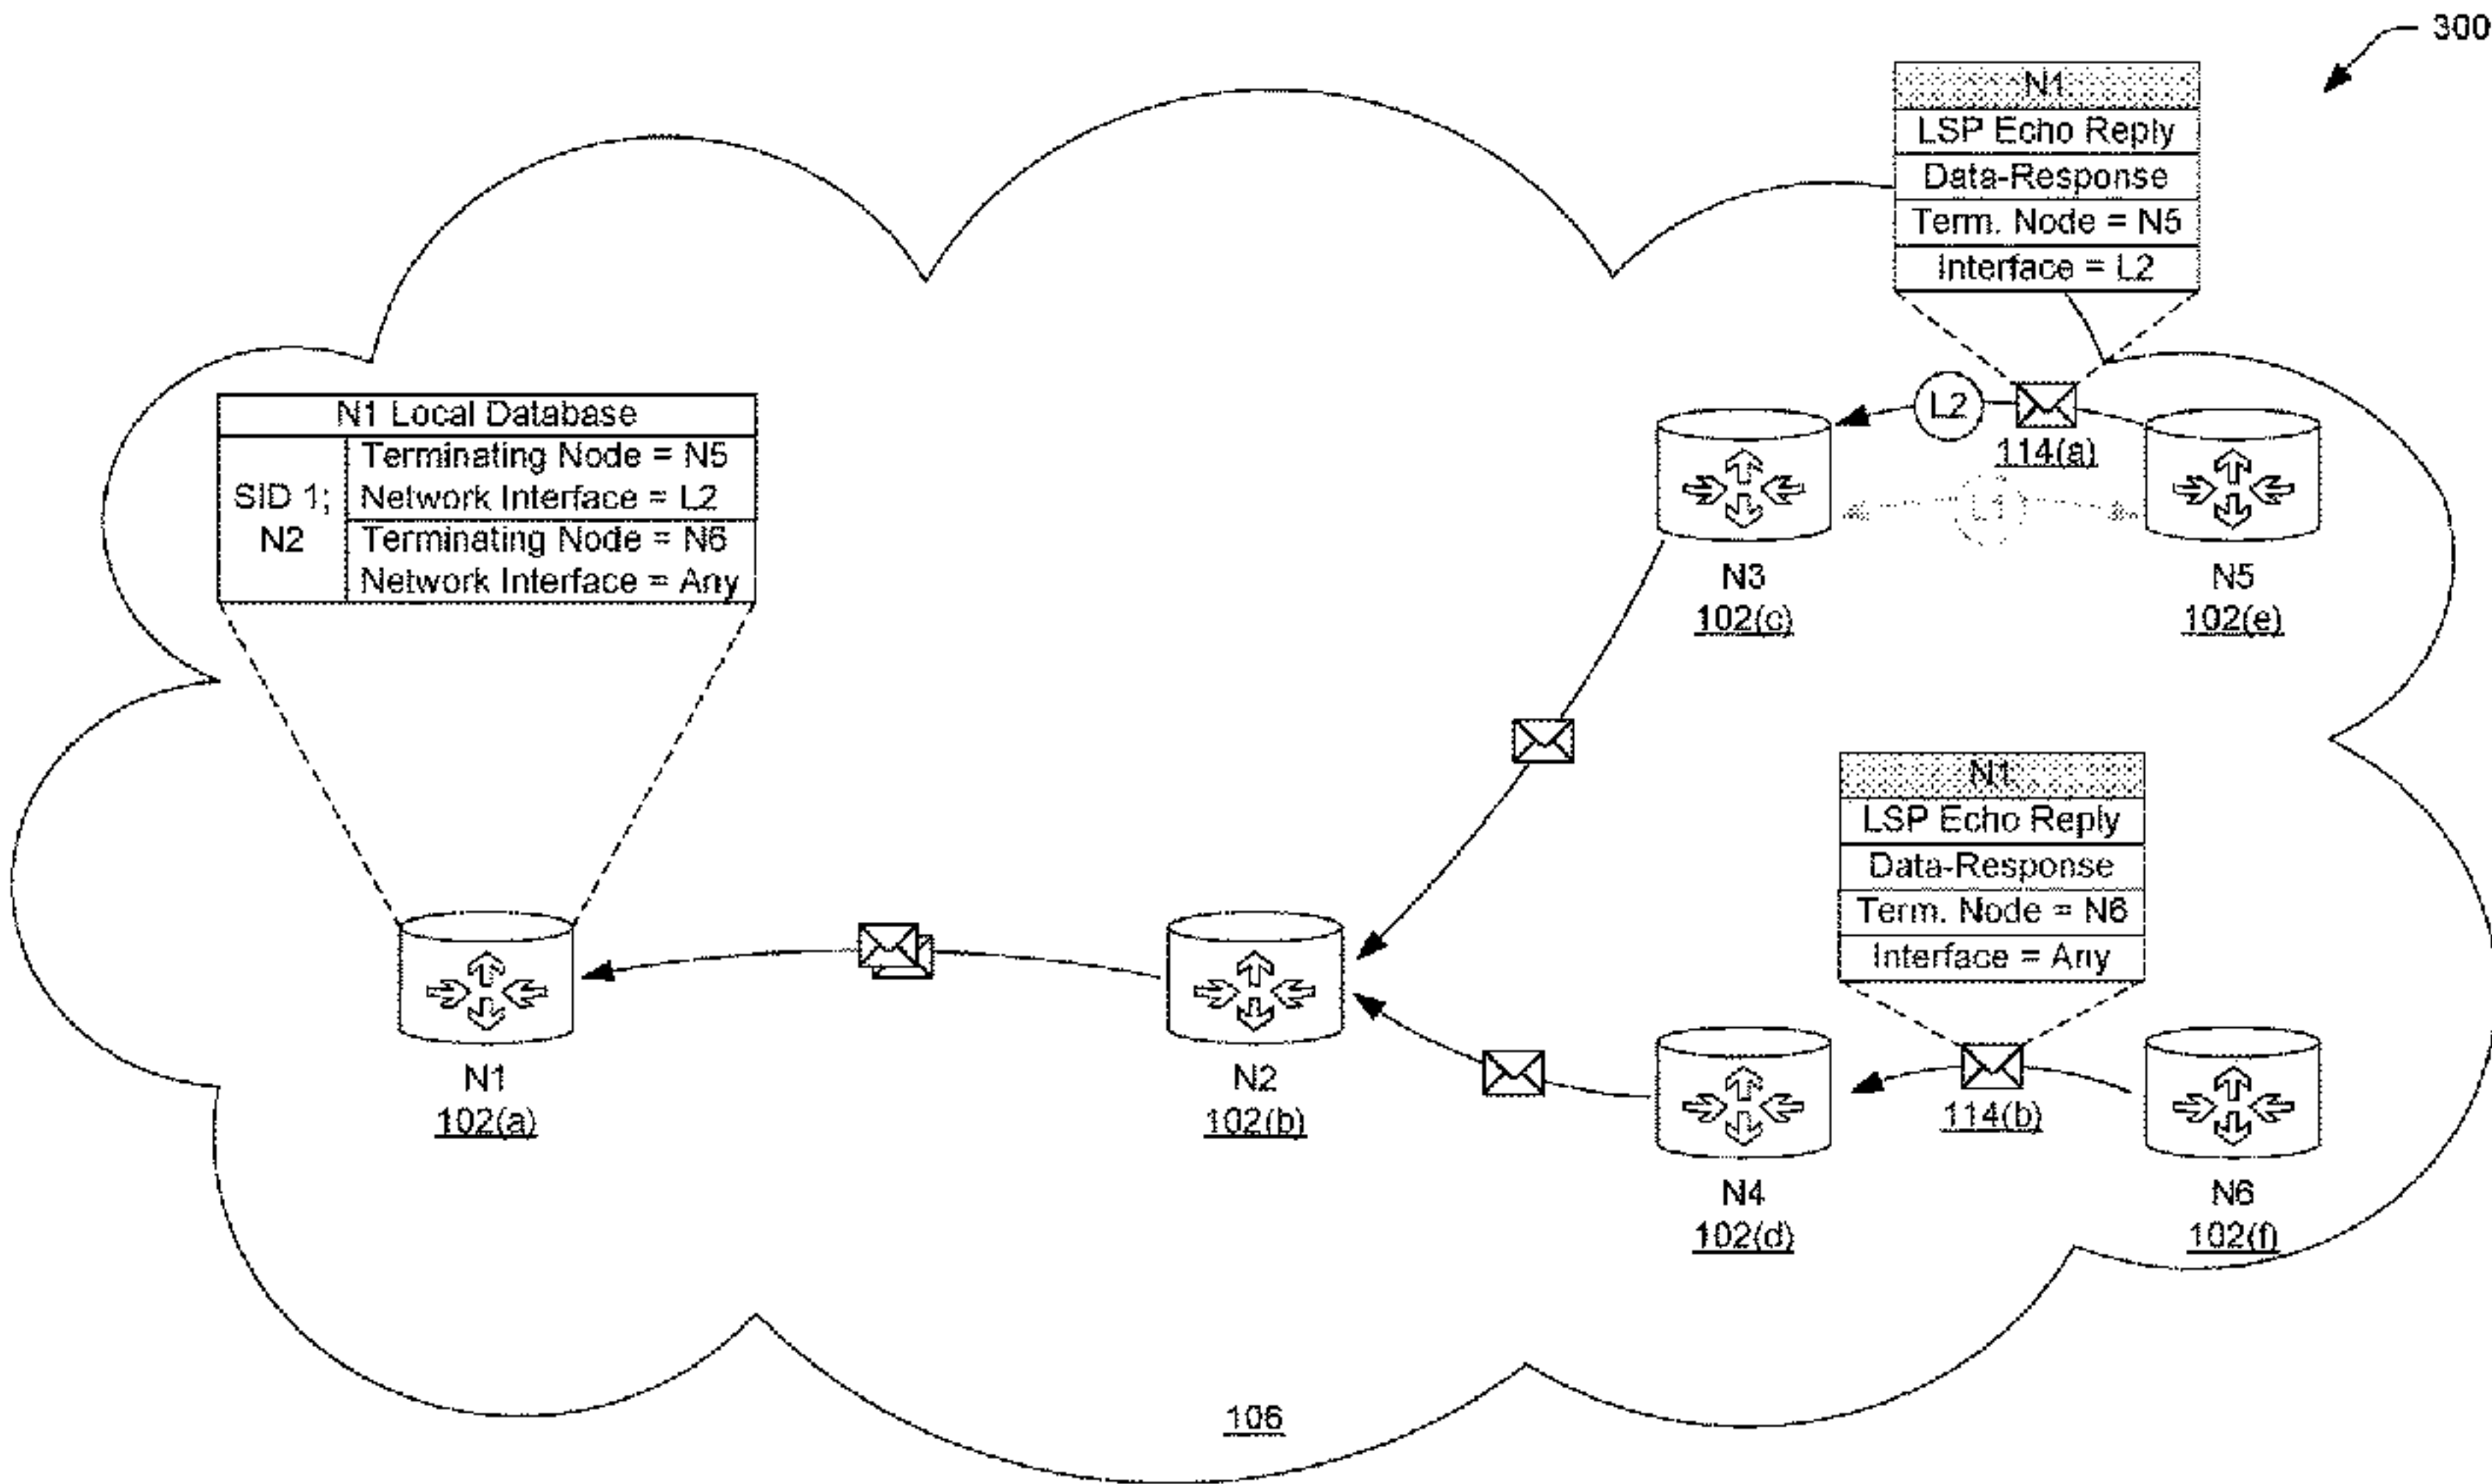 300
N1
LSP Echo Reply
Data-Response
Term. Node = N5
Interface = L2
N1 Local Database
SID 1;
N2
Terminating Node = N5
Network Interface = L2
Terminating Node = N6
Network Interface = Any
L2
114(a)
L1
N3
102(c)
N5
102(e)
N1
LSP Echo Reply
Data-Response
Term. Node = N6
Interface = Any
N1
102(a)
N2
102(b)
114(b)
N4
102(d)
N6
102(f)
106